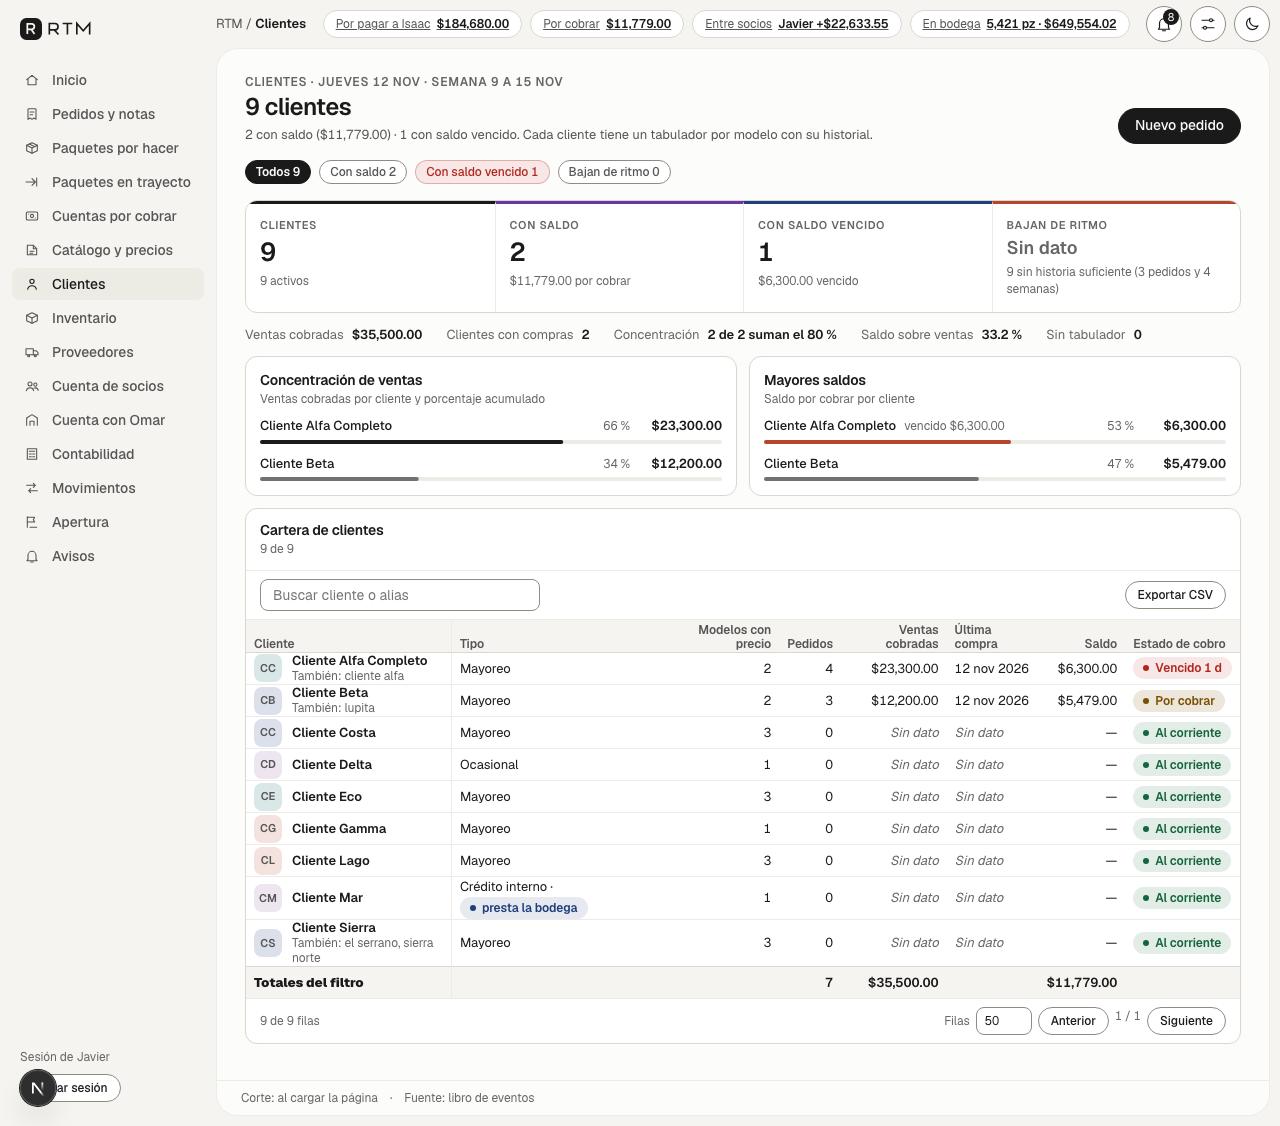 R RTM
RTM / Clientes
Por pagar a Isaac $184,680.00
Por cobrar $11,779.00
Entre socios Javier +$22,633.55
En bodega 5,421 pz · $649,554.02
8
Inicio
Pedidos y notas
Paquetes por hacer
Paquetes en trayecto
Cuentas por cobrar
Catálogo y precios
Clientes
Inventario
Proveedores
Cuenta de socios
Cuenta con Omar
Contabilidad
Movimientos
Apertura
Avisos
Sesión de Javier
N
ar sesión
CLIENTES · JUEVES 12 NOV · SEMANA 9 A 15 NOV
9 clientes
2 con saldo ($11,779.00) · 1 con saldo vencido. Cada cliente tiene un tabulador por modelo con su historial.
Nuevo pedido
Todos 9
Con saldo 2
Con saldo vencido 1
Bajan de ritmo 0
CLIENTES
9
9 activos
CON SALDO
2
$11,779.00 por cobrar
CON SALDO VENCIDO
1
$6,300.00 vencido
BAJAN DE RITMO
Sin dato
9 sin historia suficiente (3 pedidos y 4
semanas)
Ventas cobradas $35,500.00
Clientes con compras 2
Concentración 2 de 2 suman el 80 %
Saldo sobre ventas 33.2 %
Sin tabulador 0
Concentración de ventas
Ventas cobradas por cliente y porcentaje acumulado
Cliente Alfa Completo 66 % $23,300.00
Cliente Beta 34 % $12,200.00
Mayores saldos
Saldo por cobrar por cliente
Cliente Alfa Completo vencido $6,300.00 53 % $6,300.00
Cliente Beta 47 % $5,479.00
Cartera de clientes
9 de 9
Buscar cliente o alias
Exportar CSV
Cliente
Tipo
Modelos con
precio
Pedidos
Ventas
cobradas
Última
compra
Saldo
Estado de cobro
CC Cliente Alfa Completo Mayoreo 2 4 $23,300.00 12 nov 2026 $6,300.00 Vencido 1 d
También: cliente alfa
CB Cliente Beta Mayoreo 2 3 $12,200.00 12 nov 2026 $5,479.00 Por cobrar
También: lupita
CC Cliente Costa Mayoreo 3 0 Sin dato Sin dato — Al corriente
CD Cliente Delta Ocasional 1 0 Sin dato Sin dato — Al corriente
CE Cliente Eco Mayoreo 3 0 Sin dato Sin dato — Al corriente
CG Cliente Gamma Mayoreo 1 0 Sin dato Sin dato — Al corriente
CL Cliente Lago Mayoreo 3 0 Sin dato Sin dato — Al corriente
CM Cliente Mar Crédito interno · 1 0 Sin dato Sin dato — Al corriente
presta la bodega
CS Cliente Sierra Mayoreo 3 0 Sin dato Sin dato — Al corriente
También: el serrano, sierra
norte
Totales del filtro 7 $35,500.00 $11,779.00
9 de 9 filas
Filas 50 Anterior 1 / 1 Siguiente
Corte: al cargar la página · Fuente: libro de eventos